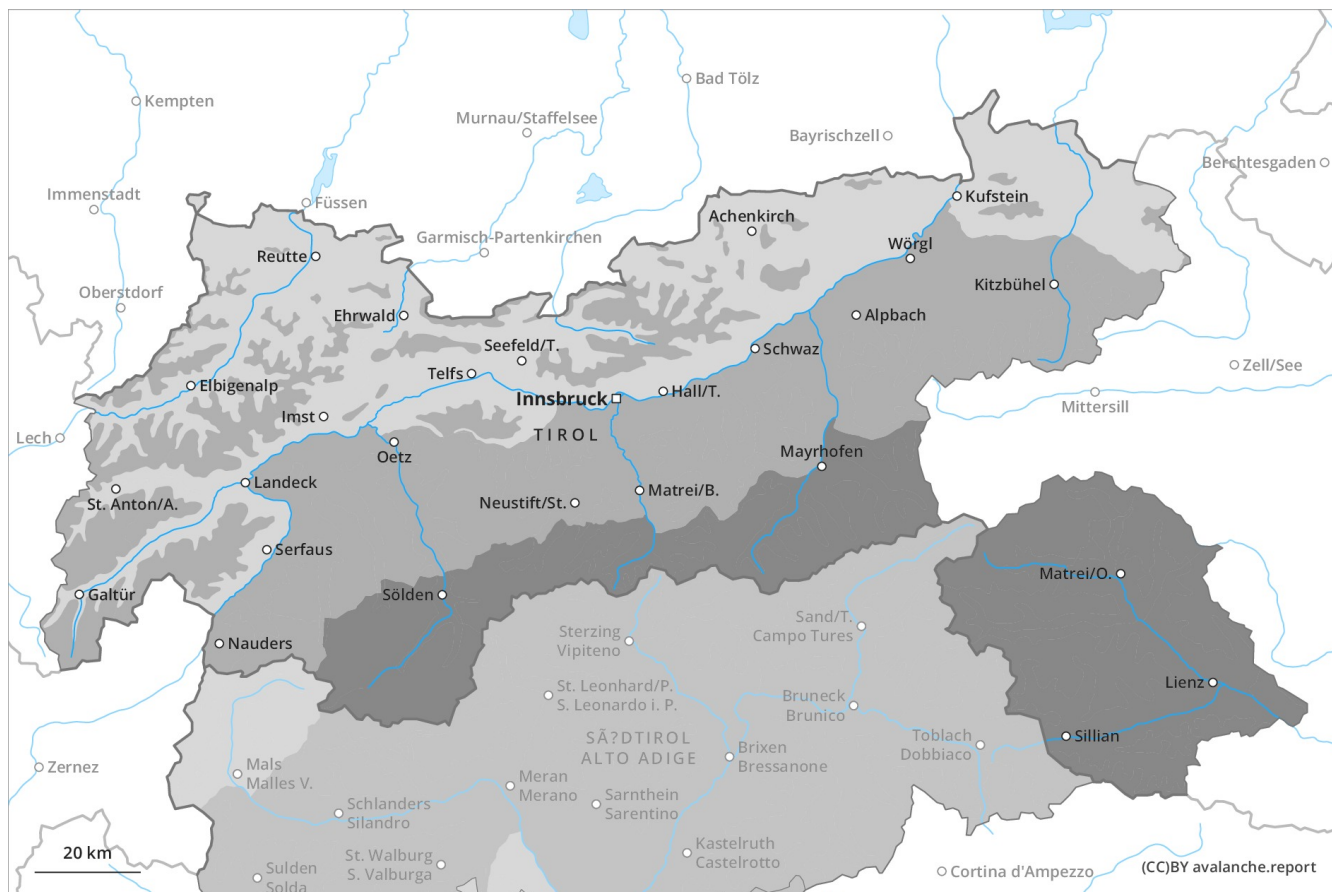 Kempten
Bad Tölz
Murnau/Staffelsee
Bayrischzell
Berchtesgaden
Immenstadt
Füssen
Kufstein
Achenkirch
Garmisch-Partenkirchen
Wörgl
Reutte
Oberstdorf
Kitzbühel
Ehrwald
Alpbach
Seefeld/T.
Schwaz
Zell/See
Telfs
Elbigenalp
Innsbruck
Hall/T.
Mittersill
Imst
Lech
TIROL
Oetz
Mayrhofen
Landeck
St. Anton/A.
Neustift/St.
Matrei/B.
Serfaus
Matrei/O.
Galtür
Sölden
Sand/T.
Campo Tures
Sterzing
Vipiteno
Nauders
Lienz
St. Leonhard/P.
S. Leonardo i. P.
Bruneck
Brunico
SÃ?DTIROL
ALTO ADIGE
Toblach
Dobbiaco
Sillian
Brixen
Bressanone
Zernez
Mals
Malles V.
Meran
Merano
Sarnthein
Sarentino
Schlanders
Silandro
Kastelruth
Castelrotto
20 km
St. Walburg
S. Valburga
Sulden
Solda
Cortina d'Ampezzo
(CC)BY avalanche.report